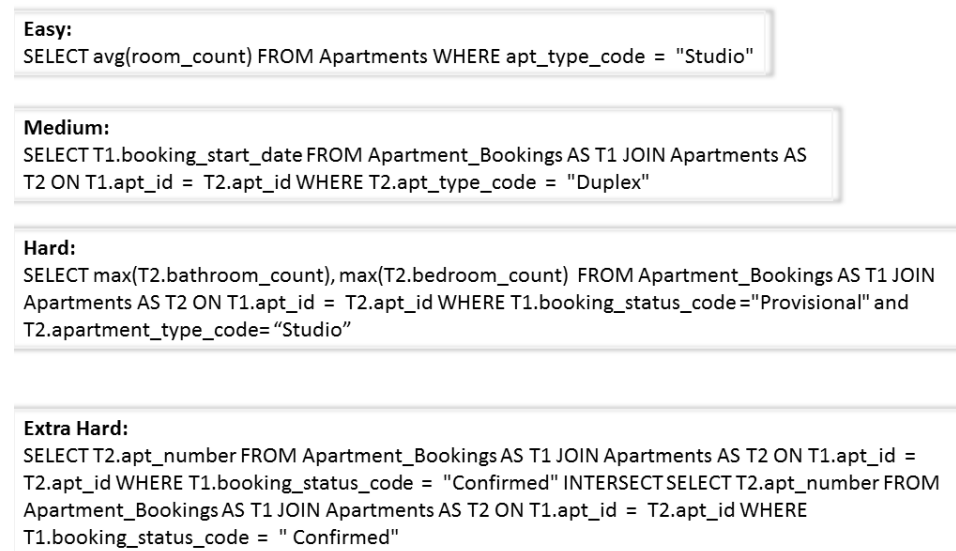 Easy:
SELECT avg(room_count) FROM Apartments WHERE apt_type_code = "Studio"
Medium:
SELECT T1.booking_start_date FROM Apartment_Bookings AS T1 JOIN Apartments AS
T2 ON T1.apt_id = T2.apt_id WHERE T2.apt_type_code = "Duplex"
Hard:
SELECT max(T2.bathroom_count), max(T2.bedroom_count) FROM Apartment_Bookings AS T1 JOIN
Apartments AS T2 ON T1.apt_id = T2.apt_id WHERE T1.booking_status_code ="Provisional" and
T2.apartment_type_code= “Studio”
Extra Hard:
SELECT T2.apt_number FROM Apartment_Bookings AS T1 JOIN Apartments AS T2 ON T1.apt_id =
T2.apt_id WHERE T1.booking_status_code = "Confirmed" INTERSECT SELECT T2.apt_number FROM
Apartment_Bookings AS T1 JOIN Apartments AS T2 ON T1.apt_id = T2.apt_id WHERE
T1.booking_status_code = " Confirmed"